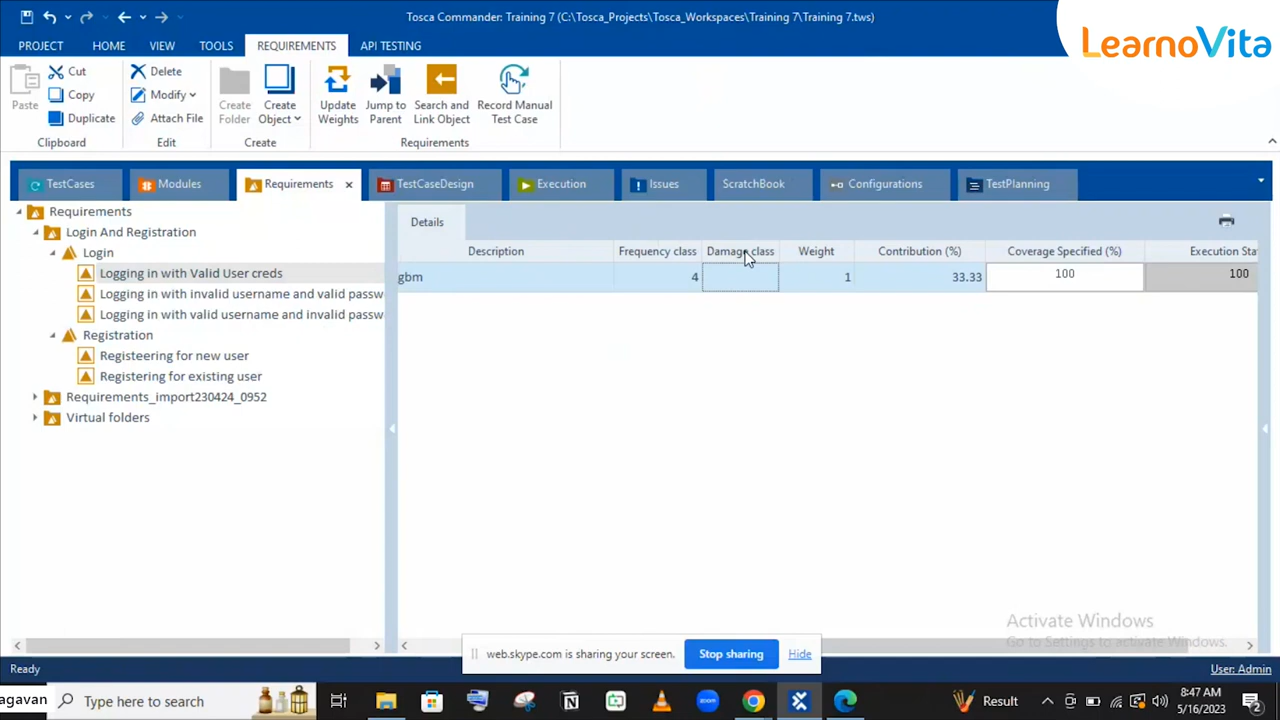 Tosca Commander: Training 7 (C:\Tosca_Projects\Tosca_Workspaces\Training 7\Training 7.tws)
LearnoVita
PROJECT HOME VIEW TOOLS REQUIREMENTS API TESTING
Paste
Cut
Copy
Duplicate
Clipboard
Delete
Modify
Attach File
Edit
Create Folder
Create Object
Create
Update Weights
Jump to Parent
Search and Link Object
Record Manual Test Case
Requirements
TestCases Modules Requirements TestCaseDesign Execution Issues ScratchBook Configurations TestPlanning
Requirements
Login And Registration
Login
Logging in with Valid User creds
Logging in with invalid username and valid passw
Logging in with valid username and invalid passw
Registration
Registeering for new user
Registering for existing user
Requirements_import230424_0952
Virtual folders
Details
Description Frequency class Damage class Weight Contribution (%) Coverage Specified (%) Execution Sta
gbm 4 1 33.33 100 100
Activate Windows
Go to Settings to activate Windows.
web.skype.com is sharing your screen. Stop sharing Hide
Ready
User: Admin
agavan
Type here to search
Result
8:47 AM
5/16/2023
2